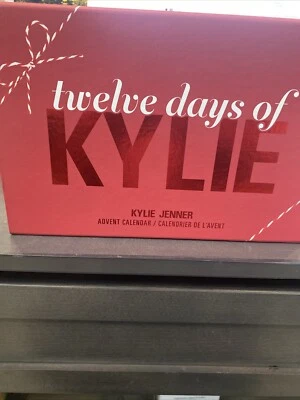 twelve days of
KYLIE
KYLIE JENNER
ADVENT CALENDAR / CALENDRIER DE L'AVENT